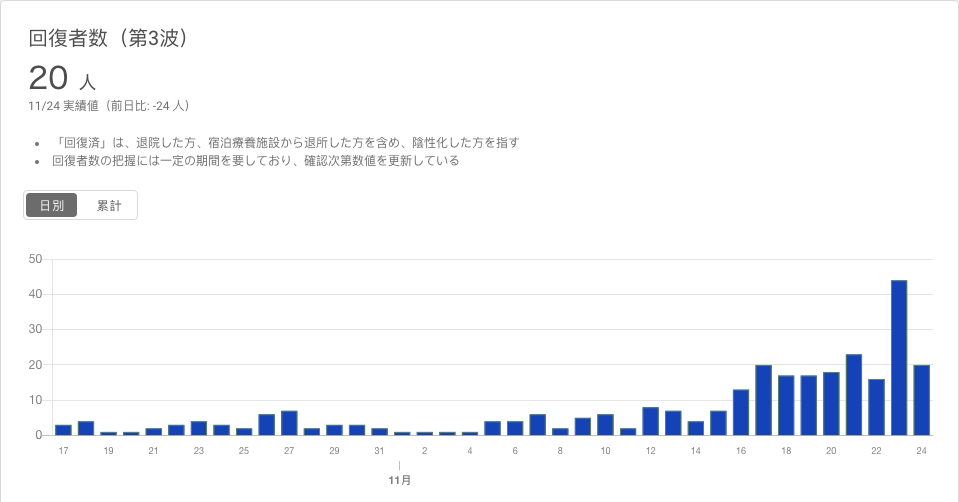 回復者数（第3波）
20 人
11/24 実績値（前日比: -24 人）
• 「回復済」は、退院した方、宿泊療養施設から退所した方を含め、陰性化した方を指す
• 回復者数の把握には一定の期間を要しており、確認次第数値を更新している
日別 累計
50
40
30
20
10
0
17 19 21 23 25 27 29 31 2 4 6 8 10 12 14 16 18 20 22 24
11月